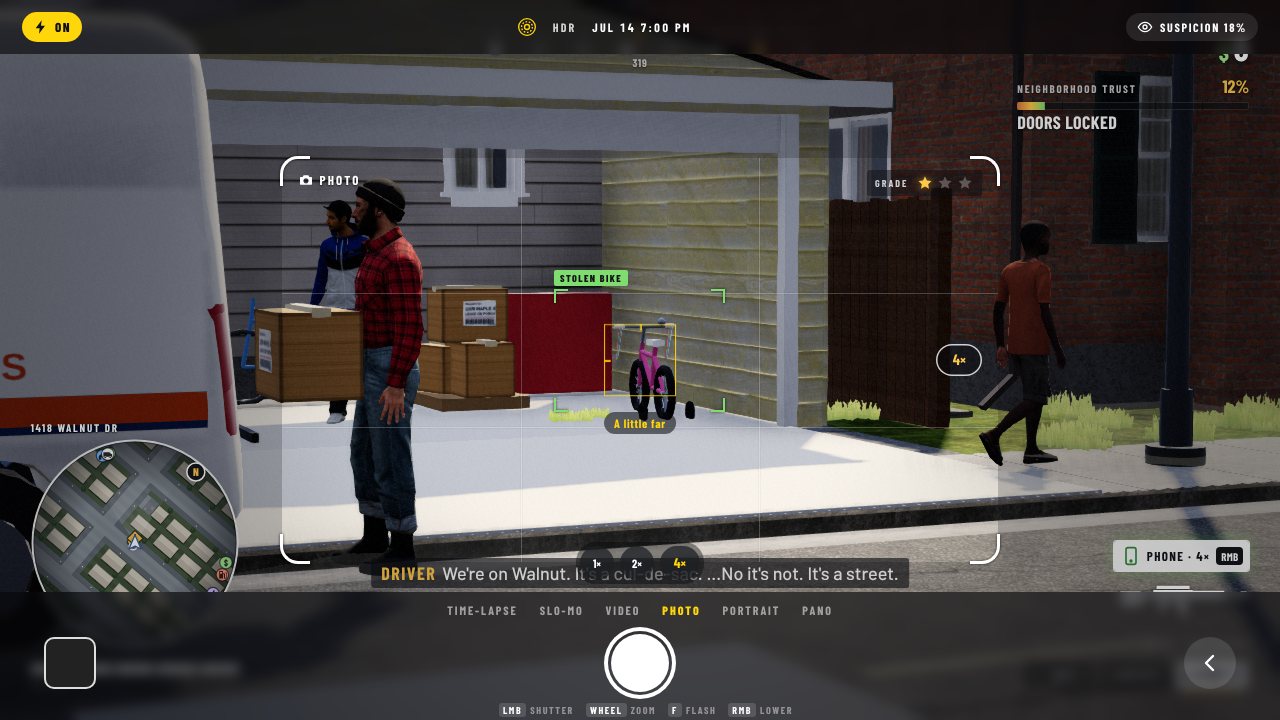 ON
HDR JUL 14 7:00 PM
SUSPICION 18%
319
NEIGHBORHOOD TRUST 12%
DOORS LOCKED
PHOTO
GRADE
STOLEN BIKE
4×
A little far
S
1418 WALNUT DR
N
PHONE · 4× RMB
1× 2× 4×
DRIVER We're on Walnut. It's a cul-de-sac. ...No it's not. It's a street.
TIME-LAPSE SLO-MO VIDEO PHOTO PORTRAIT PANO
LMB SHUTTER WHEEL ZOOM F FLASH RMB LOWER